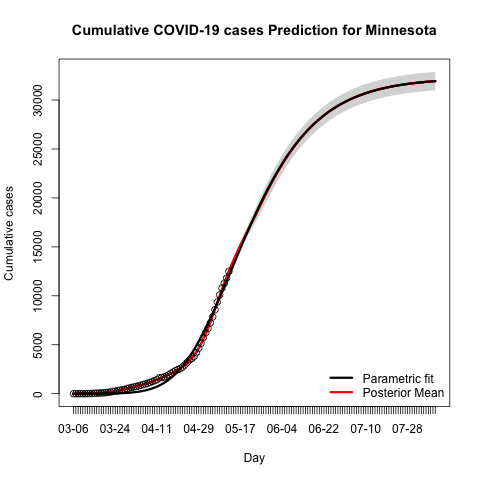 Cumulative COVID-19 cases Prediction for Minnesota
Cumulative cases
30000
25000
20000
15000
10000
5000
0
Parametric fit
Posterior Mean
03-06 03-24 04-11 04-29 05-17 06-04 06-22 07-10 07-28
Day